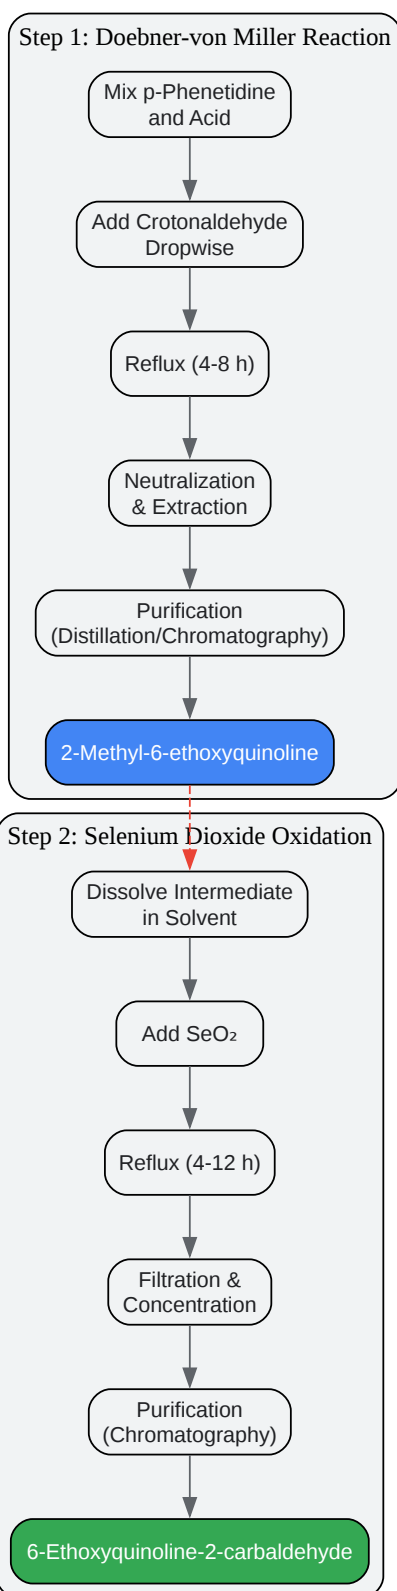 Step 1: Doebner-von Miller Reaction
Mix p-Phenetidine
and Acid
Add Crotonaldehyde
Dropwise
Reflux (4-8 h)
Neutralization
& Extraction
Purification
(Distillation/Chromatography)
2-Methyl-6-ethoxyquinoline
Step 2: Selenium Dioxide Oxidation
Dissolve Intermediate
in Solvent
Add SeO₂
Reflux (4-12 h)
Filtration &
Concentration
Purification
(Chromatography)
6-Ethoxyquinoline-2-carbaldehyde